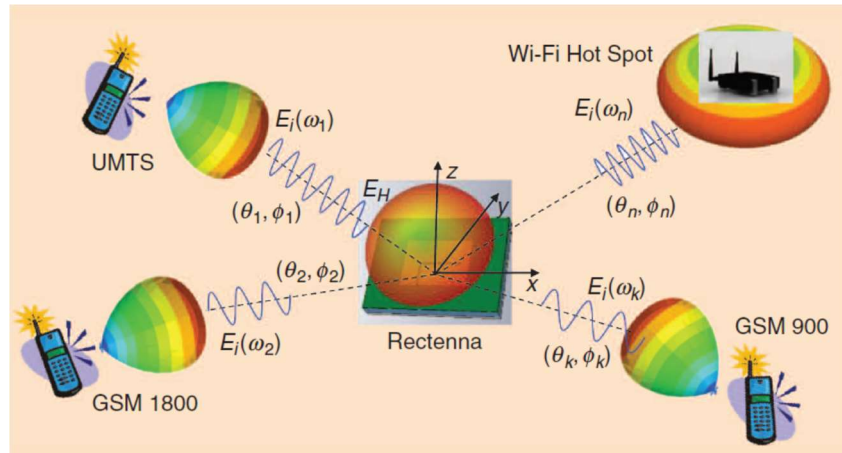 Wi-Fi Hot Spot
E_i(ω_1)
E_i(ω_n)
UMTS
E_H
z
y
(θ_1, ϕ_1)
(θ_n, ϕ_n)
(θ_2, ϕ_2)
x
E_i(ω_k)
GSM 900
E_i(ω_2)
Rectenna
(θ_k, ϕ_k)
GSM 1800